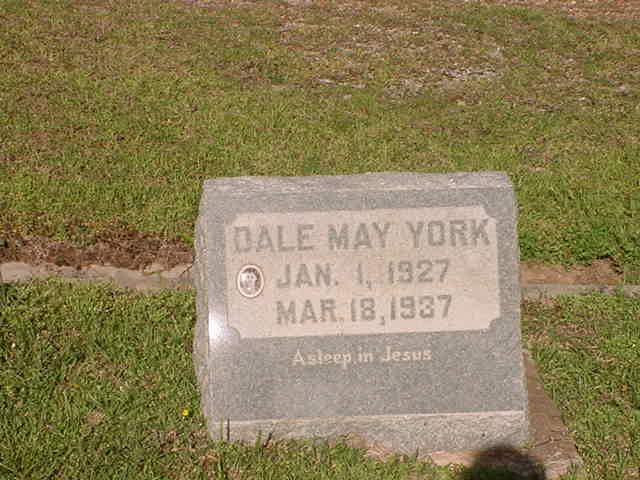 DALE MAY YORK
JAN. 1, 1927
MAR. 18, 1937
Asleep in Jesus